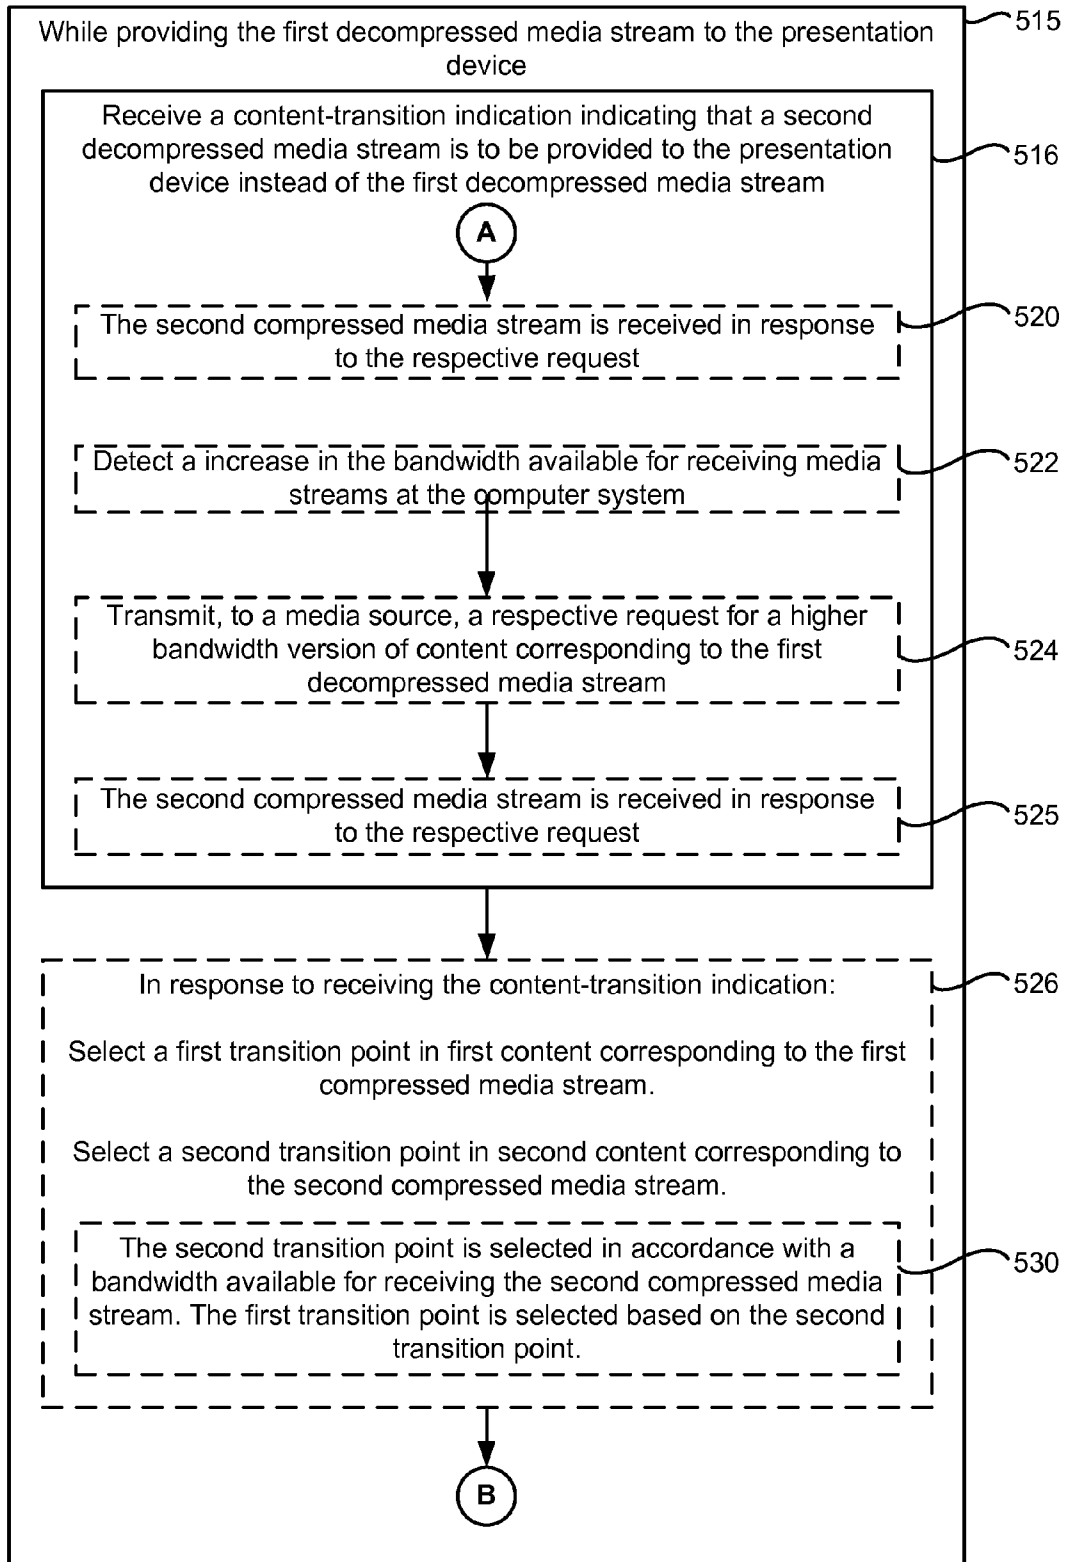 While providing the first decompressed media stream to the presentation
device
515
Receive a content-transition indication indicating that a second
decompressed media stream is to be provided to the presentation
device instead of the first decompressed media stream
516
A
The second compressed media stream is received in response
to the respective request
520
Detect a increase in the bandwidth available for receiving media
streams at the computer system
522
Transmit, to a media source, a respective request for a higher
bandwidth version of content corresponding to the first
decompressed media stream
524
The second compressed media stream is received in response
to the respective request
525
In response to receiving the content-transition indication:
526
Select a first transition point in first content corresponding to the first
compressed media stream.
Select a second transition point in second content corresponding to
the second compressed media stream.
The second transition point is selected in accordance with a
bandwidth available for receiving the second compressed media
stream. The first transition point is selected based on the second
transition point.
530
B